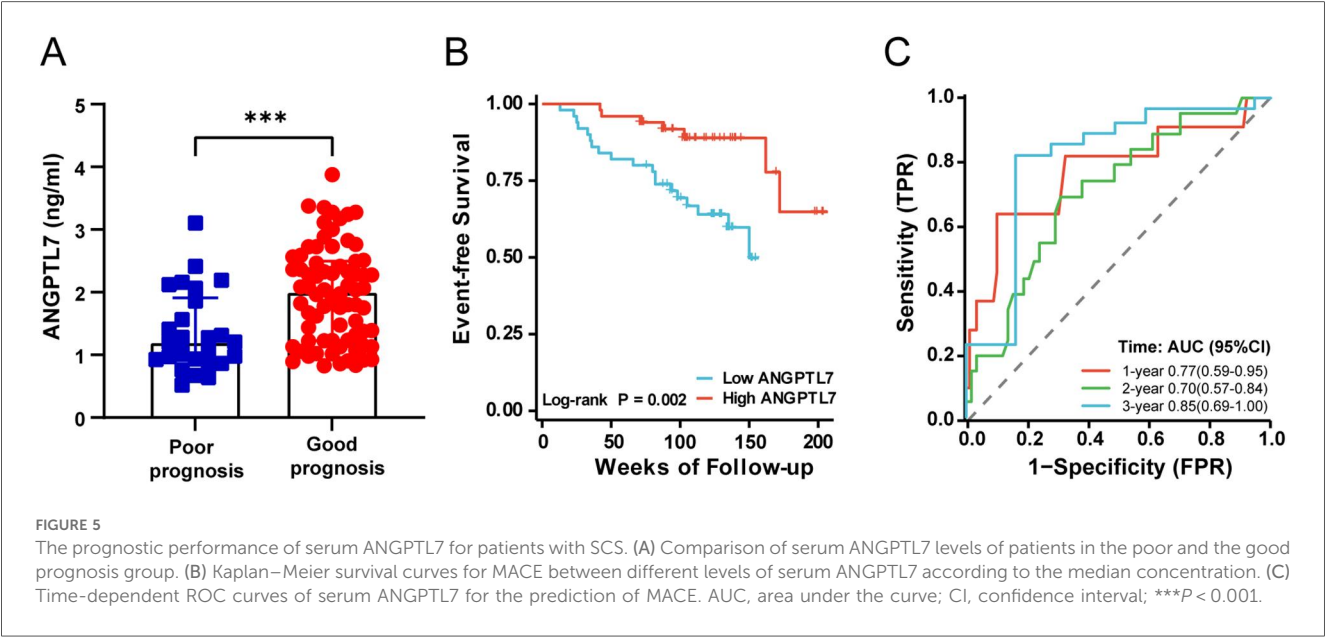 A
B
C
***
5
4
3
2
1
0
ANGPTL7 (ng/ml)
Poor
prognosis
Good
prognosis
1.00
0.75
0.50
0.25
0.00
Event-free Survival
Low ANGPTL7
Log-rank P = 0.002
High ANGPTL7
0 50 100 150 200
Weeks of Follow-up
1.0
0.8
0.6
0.4
0.2
0.0
Sensitivity (TPR)
Time: AUC (95%CI)
1-year 0.77(0.59-0.95)
2-year 0.70(0.57-0.84)
3-year 0.85(0.69-1.00)
0.0 0.2 0.4 0.6 0.8 1.0
1−Specificity (FPR)
FIGURE 5
The prognostic performance of serum ANGPTL7 for patients with SCS. (A) Comparison of serum ANGPTL7 levels of patients in the poor and the good
prognosis group. (B) Kaplan–Meier survival curves for MACE between different levels of serum ANGPTL7 according to the median concentration. (C)
Time-dependent ROC curves of serum ANGPTL7 for the prediction of MACE. AUC, area under the curve; CI, confidence interval; ***P < 0.001.